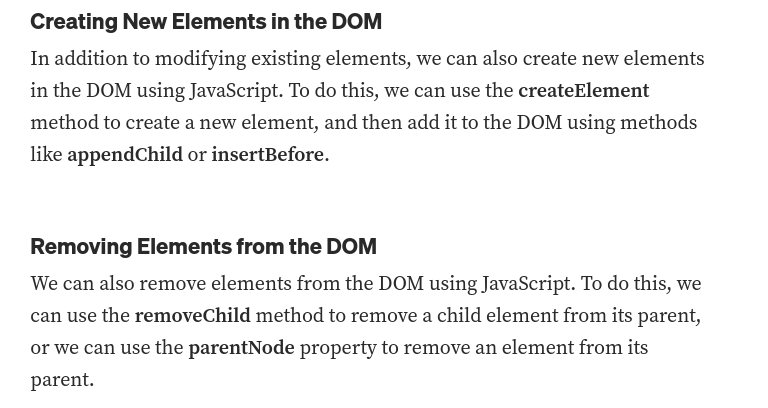 Creating New Elements in the DOM
In addition to modifying existing elements, we can also create new elements
in the DOM using JavaScript. To do this, we can use the createElement
method to create a new element, and then add it to the DOM using methods
like appendChild or insertBefore.
Removing Elements from the DOM
We can also remove elements from the DOM using JavaScript. To do this, we
can use the removeChild method to remove a child element from its parent,
or we can use the parentNode property to remove an element from its
parent.